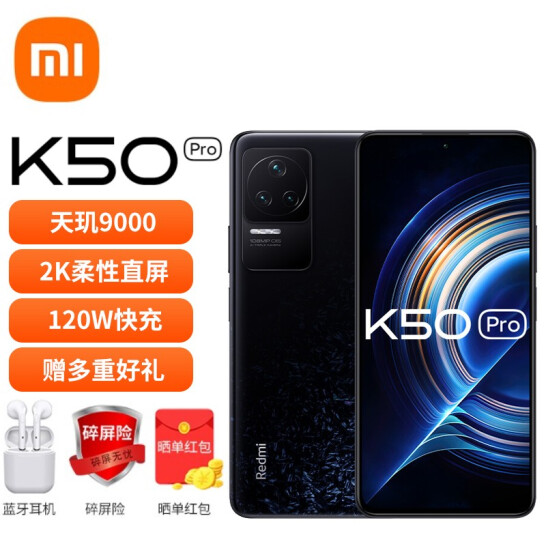 mi
K50 Pro
天玑9000
2K柔性直屏
120W快充
赠多重好礼
108MP OIS
Redmi
K50 Pro
碎屏险
碎屏无忧
晒单红包
蓝牙耳机
碎屏险
晒单红包